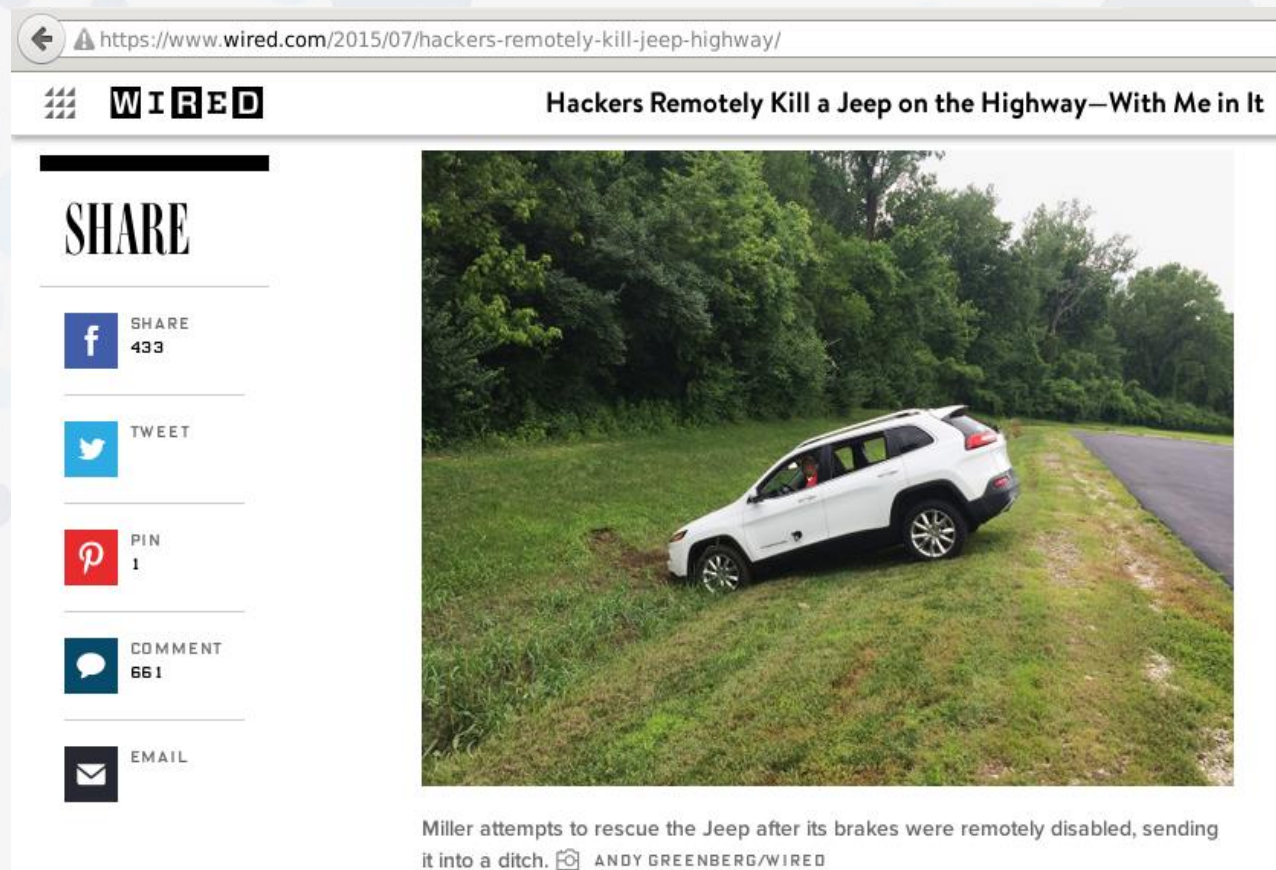 https://www.wired.com/2015/07/hackers-remotely-kill-jeep-highway/
WIRED
Hackers Remotely Kill a Jeep on the Highway—With Me in It
SHARE
SHARE
433
TWEET
PIN
1
COMMENT
661
EMAIL
Miller attempts to rescue the Jeep after its brakes were remotely disabled, sending
it into a ditch. ANDY GREENBERG/WIRED